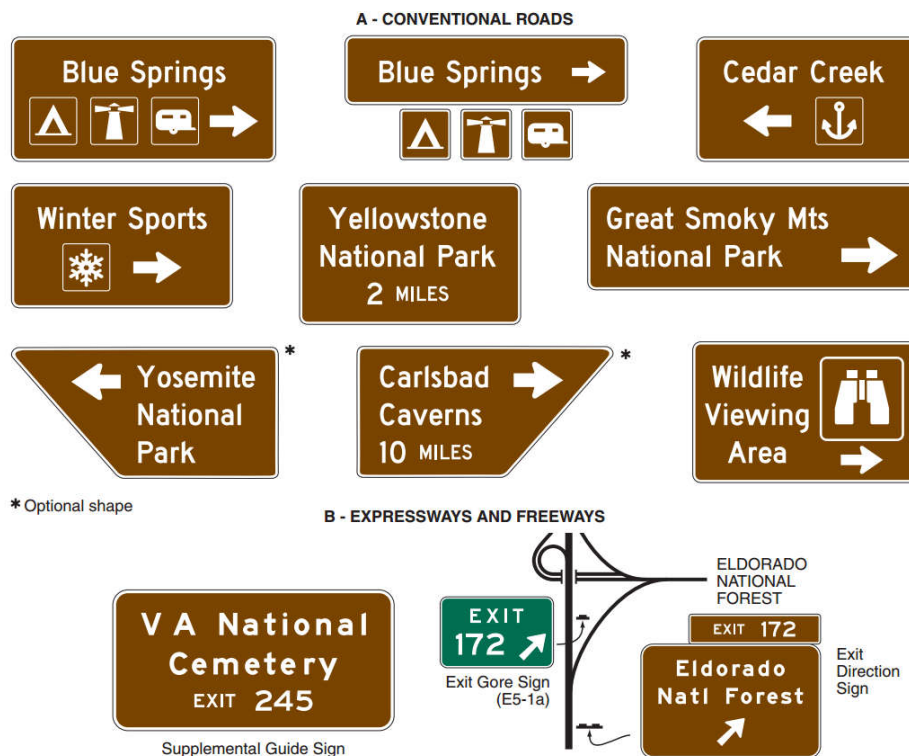 A - CONVENTIONAL ROADS
Blue Springs
Blue Springs
Cedar Creek
Winter Sports
Yellowstone
National Park
2 MILES
Great Smoky Mts
National Park
Yosemite
National
Park
*
Carlsbad
Caverns
10 MILES
*
Wildlife
Viewing
Area
* Optional shape
B - EXPRESSWAYS AND FREEWAYS
V A National
Cemetery
EXIT 245
Supplemental Guide Sign
EXIT
172
Exit Gore Sign
(E5-1a)
ELDORADO
NATIONAL
FOREST
EXIT 172
Eldorado
Natl Forest
Exit
Direction
Sign